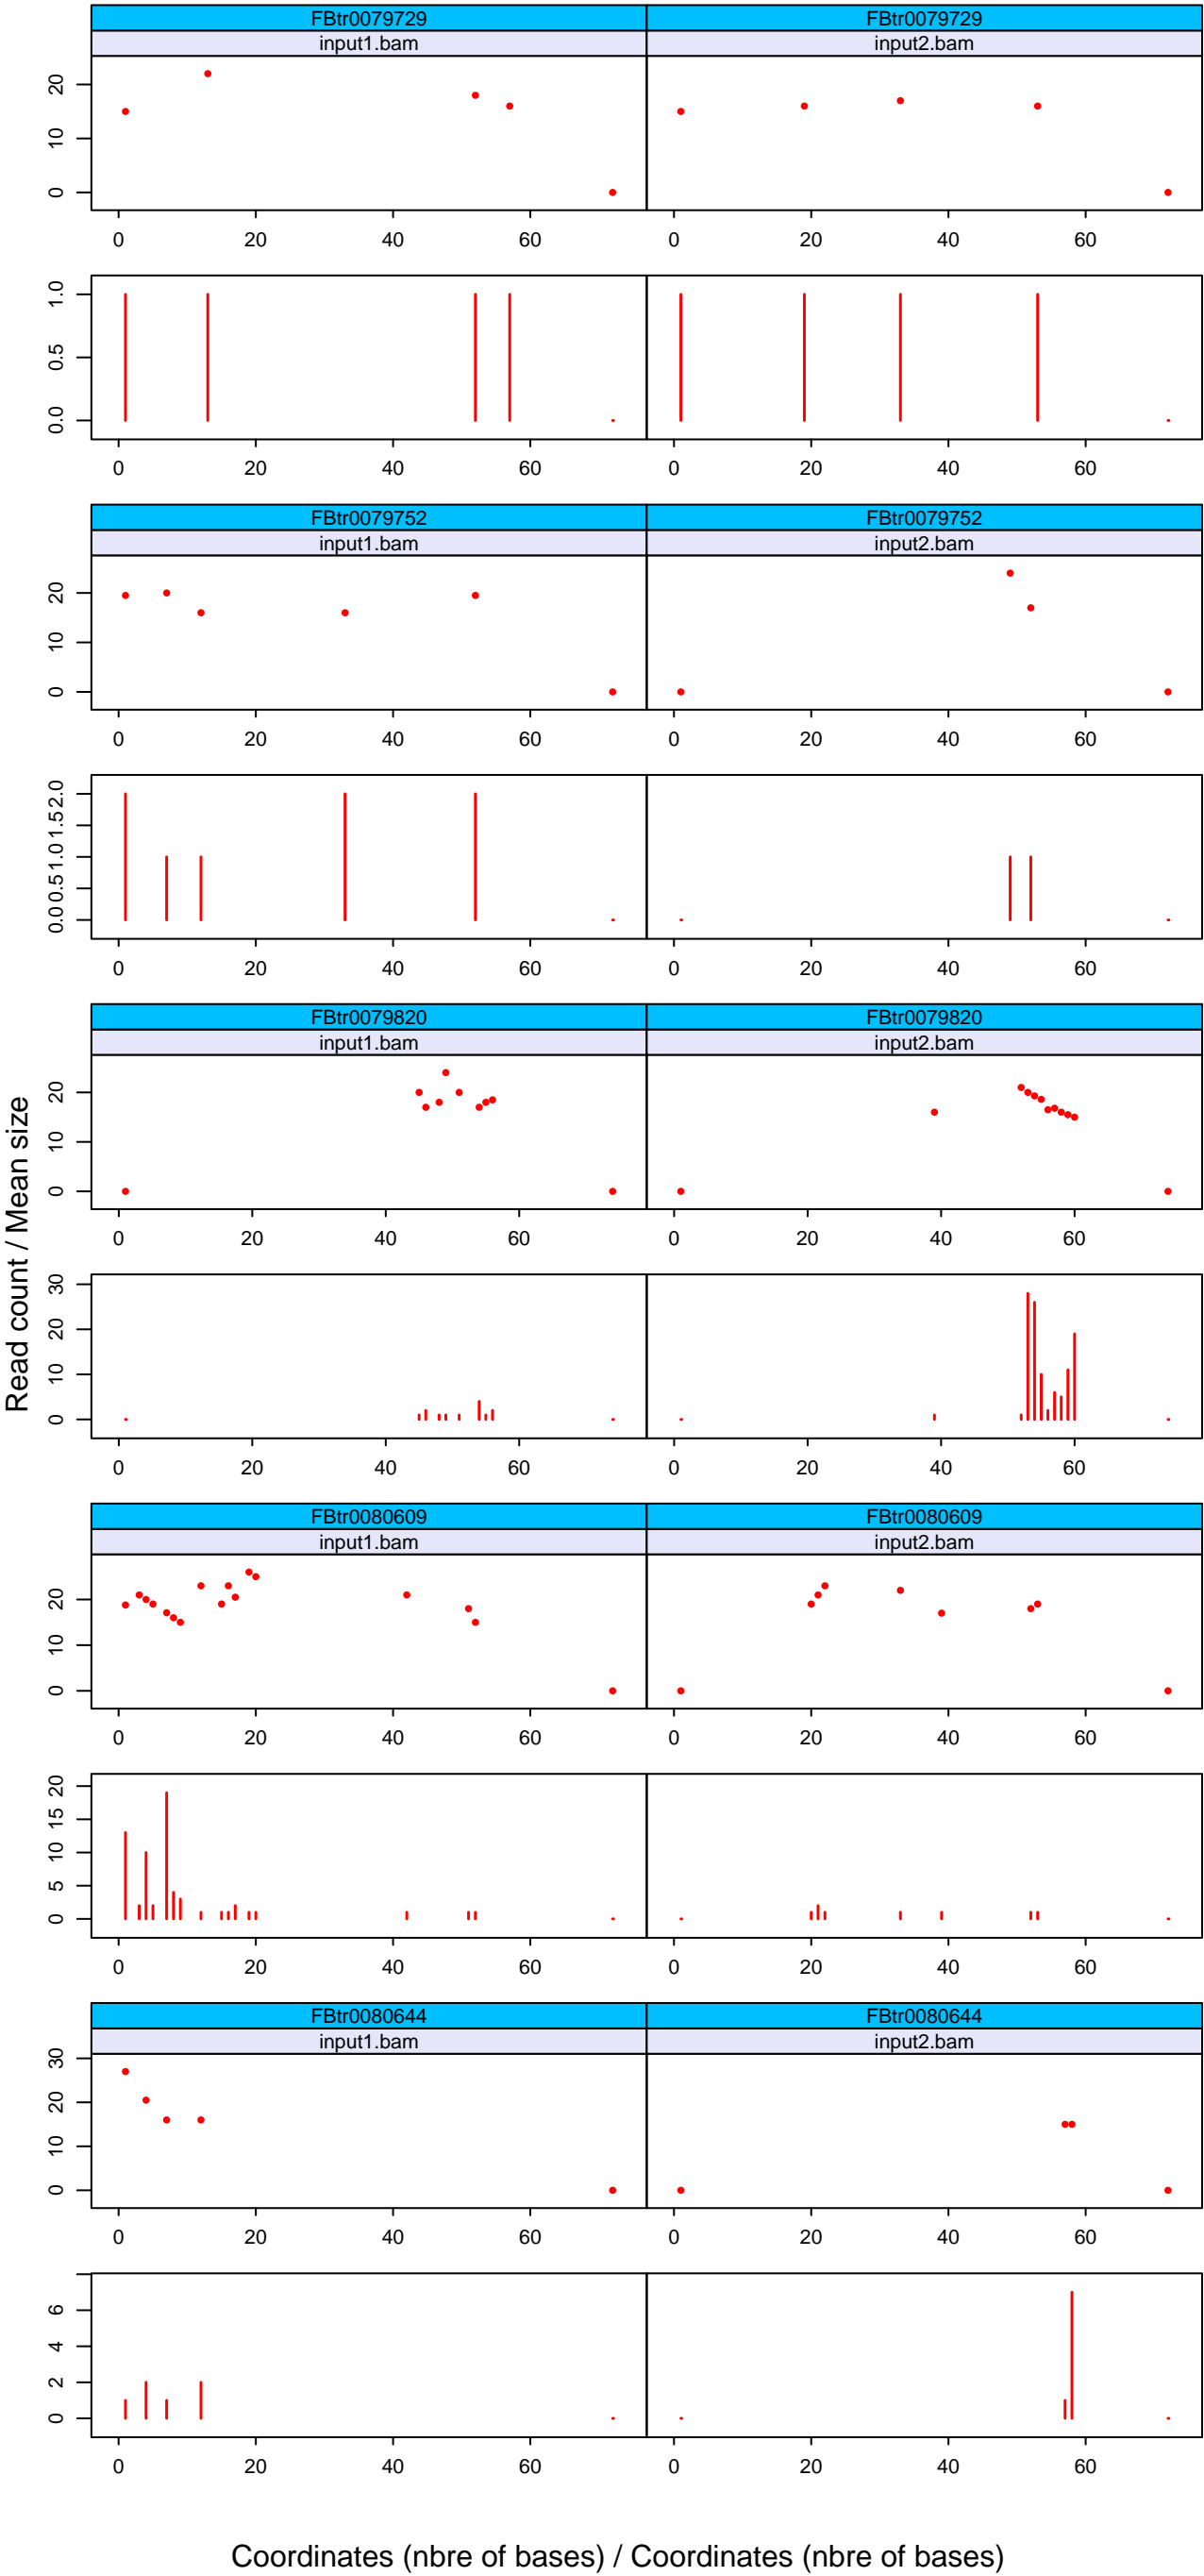 FBtr0079729 FBtr0079729
input1.bam input2.bam
20
10
0
0 20 40 60 0 20 40 60
1.0
0.5
0.0
0 20 40 60 0 20 40 60
FBtr0079752 FBtr0079752
input1.bam input2.bam
20
10
0
0 20 40 60 0 20 40 60
2.0
1.5
1.0
0.5
0.0
0 20 40 60 0 20 40 60
FBtr0079820 FBtr0079820
input1.bam input2.bam
20
10
0
0 20 40 60 0 20 40 60
Read count / Mean size
30
20
10
0
0 20 40 60 0 20 40 60
FBtr0080609 FBtr0080609
input1.bam input2.bam
20
10
0
0 20 40 60 0 20 40 60
20
15
10
5
0
0 20 40 60 0 20 40 60
FBtr0080644 FBtr0080644
input1.bam input2.bam
30
20
10
0
0 20 40 60 0 20 40 60
6
4
2
0
0 20 40 60 0 20 40 60
Coordinates (nbre of bases) / Coordinates (nbre of bases)